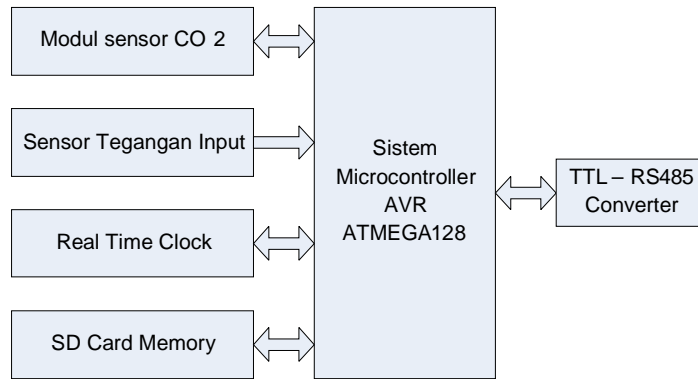 Modul sensor CO 2
Sensor Tegangan Input
Real Time Clock
SD Card Memory
Sistem
Microcontroller
AVR
ATMEGA128
TTL – RS485
Converter